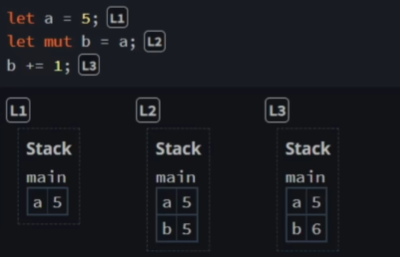 let a = 5; L1
let mut b = a; L2
b += 1; L3
L1 L2 L3
Stack Stack Stack
main main main
a 5 a 5 a 5
b 5 b 6